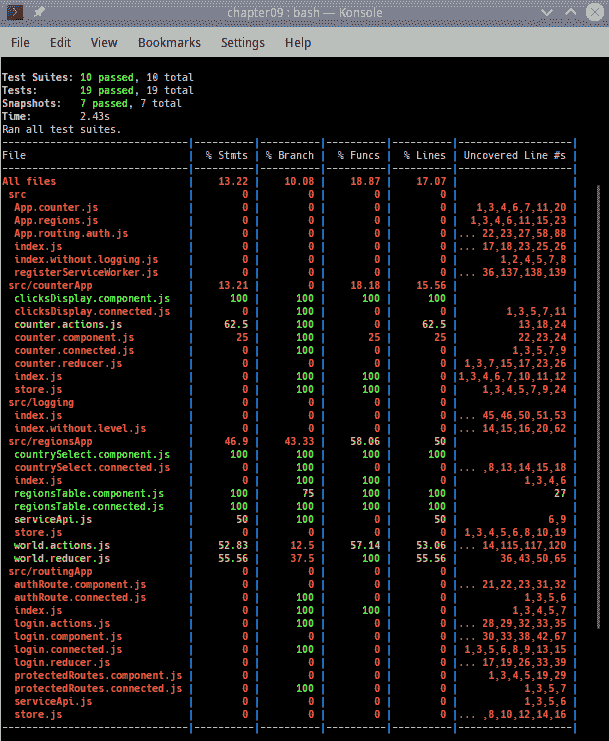 chapter09 : bash — Konsole
File Edit View Bookmarks Settings Help
Test Suites: 10 passed, 10 total
Tests: 19 passed, 19 total
Snapshots: 7 passed, 7 total
Time: 2.43s
Ran all test suites.
File | % Stmts | % Branch | % Funcs | % Lines | Uncovered Line #s |
All files | 13.22 | 10.08 | 18.87 | 17.07 | |
src | 0 | 0 | 0 | 0 | |
App.counter.js | 0 | 0 | 0 | 0 | 1,3,4,6,7,11,20 |
App.regions.js | 0 | 0 | 0 | 0 | 1,3,4,6,11,15,23 |
App.routing.auth.js | 0 | 0 | 0 | 0 |... 22,23,27,58,88 |
index.js | 0 | 0 | 0 | 0 |... 17,18,23,25,26 |
index.without.logging.js | 0 | 0 | 0 | 0 | 1,2,4,5,7,8 |
registerServiceWorker.js | 0 | 0 | 0 | 0 |... 36,137,138,139 |
src/counterApp | 13.21 | 0 | 18.18 | 15.56 | |
clicksDisplay.component.js | 100 | 100 | 100 | 100 | |
clicksDisplay.connected.js | 0 | 100 | 0 | 0 | 1,3,5,7,11 |
counter.actions.js | 62.5 | 100 | 0 | 62.5 | 13,18,24 |
counter.component.js | 25 | 100 | 25 | 25 | 22,23,24 |
counter.connected.js | 0 | 100 | 0 | 0 | 1,3,5,7,9 |
counter.reducer.js | 0 | 0 | 0 | 0 | 1,3,7,15,17,23,26 |
index.js | 0 | 100 | 100 | 0 |1,3,4,6,7,10,11,12 |
store.js | 0 | 100 | 100 | 0 | 1,3,4,5,7,9,24 |
src/logging | 0 | 0 | 0 | 0 | |
index.js | 0 | 0 | 0 | 0 |... 45,46,50,51,53 |
index.without.level.js | 0 | 0 | 0 | 0 |... 14,15,16,20,62 |
src/regionsApp | 46.9 | 43.33 | 58.06 | 50 | |
countrySelect.component.js | 100 | 100 | 100 | 100 | |
countrySelect.connected.js | 0 | 100 | 0 | 0 |... ,8,13,14,15,18 |
index.js | 0 | 100 | 100 | 0 | 1,3,4,6 |
regionsTable.component.js | 100 | 75 | 100 | 100 | 27 |
regionsTable.connected.js | 100 | 100 | 100 | 100 | |
serviceApi.js | 50 | 100 | 0 | 50 | 6,9 |
store.js | 0 | 0 | 0 | 0 | 1,3,4,5,6,8,10,19 |
world.actions.js | 52.83 | 12.5 | 57.14 | 53.06 |... 14,115,117,120 |
world.reducer.js | 55.56 | 37.5 | 100 | 55.56 | 36,43,50,65 |
src/routingApp | 0 | 0 | 0 | 0 | |
authRoute.component.js | 0 | 0 | 0 | 0 |... 21,22,23,31,32 |
authRoute.connected.js | 0 | 100 | 0 | 0 | 1,3,5,6 |
index.js | 0 | 100 | 100 | 0 | 1,3,4,5,7 |
login.actions.js | 0 | 100 | 0 | 0 |... 28,29,32,33,35 |
login.component.js | 0 | 0 | 0 | 0 |... 30,33,38,42,67 |
login.connected.js | 0 | 100 | 0 | 0 | 1,3,5,6,8,9,13,15 |
login.reducer.js | 0 | 0 | 0 | 0 |... 17,19,26,33,39 |
protectedRoutes.component.js | 0 | 0 | 0 | 0 | 1,3,4,5,19,29 |
protectedRoutes.connected.js | 0 | 100 | 0 | 0 | 1,3,5,7 |
serviceApi.js | 0 | 0 | 0 | 0 | 1,3,5,6 |
store.js | 0 | 0 | 0 | 0 |... ,8,10,12,14,16 |